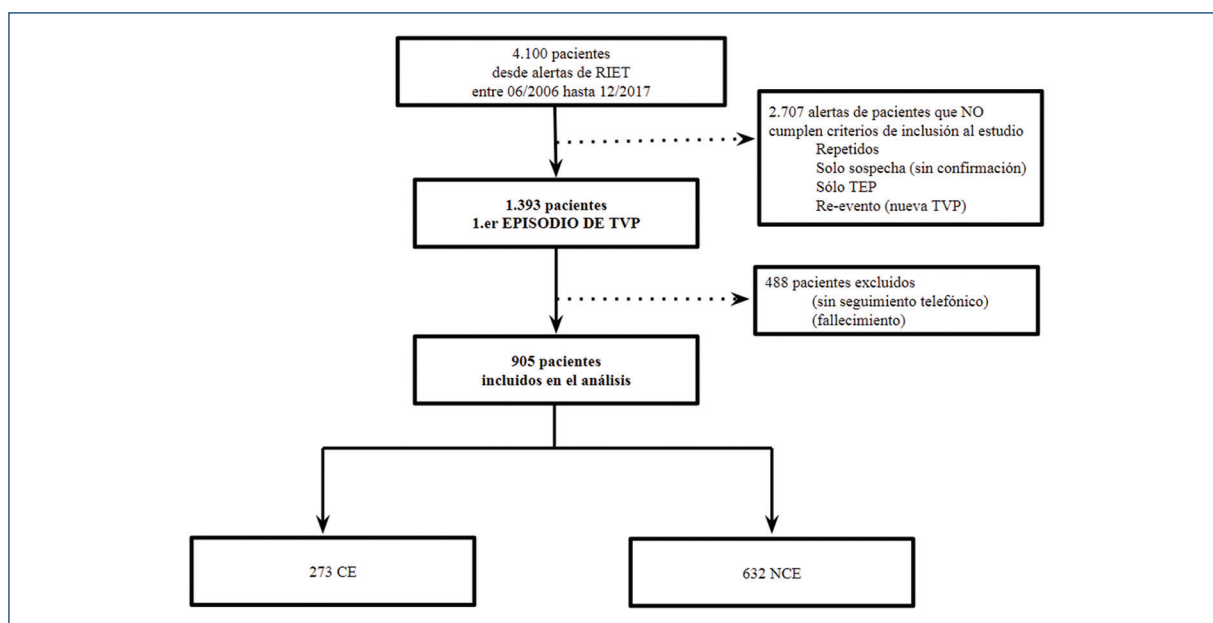 4.100 pacientes
desde alertas de RIET
entre 06/2006 hasta 12/2017
2.707 alertas de pacientes que NO
cumplen criterios de inclusión al estudio
Repetidos
Solo sospecha (sin confirmación)
Sólo TEP
Re-evento (nueva TVP)
1.393 pacientes
1.er EPISODIO DE TVP
488 pacientes excluidos
(sin seguimiento telefónico)
(fallecimiento)
905 pacientes
incluidos en el análisis
273 CE
632 NCE